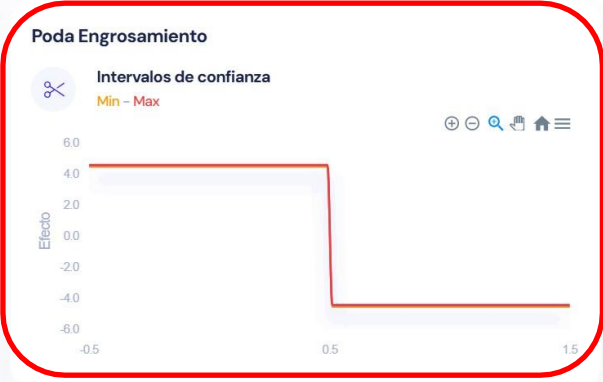 Poda Engrosamiento
Intervalos de confianza
Min - Max
6.0
4.0
2.0
0.0
-2.0
-4.0
-6.0
Efecto
-0.5
0.5
1.5